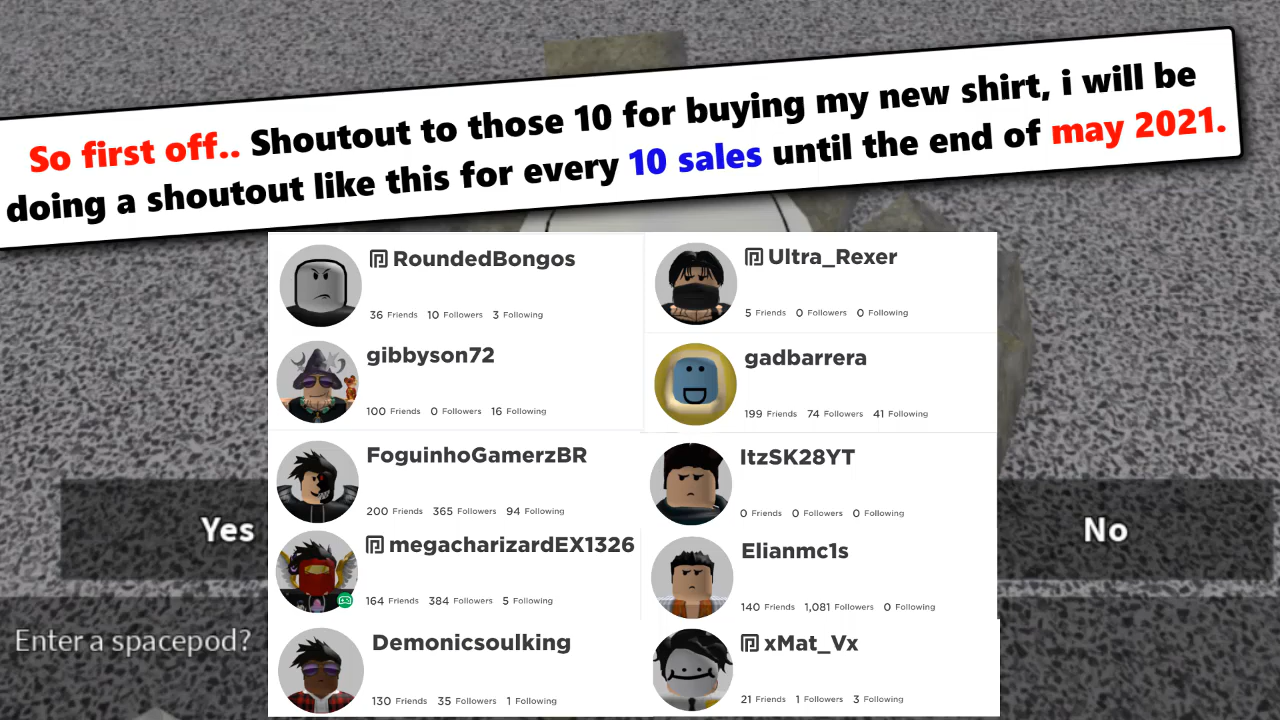 So first off.. Shoutout to those 10 for buying my new shirt, i will be
doing a shoutout like this for every 10 sales until the end of may 2021.
RoundedBongos
36 Friends 10 Followers 3 Following
Ultra_Rexer
5 Friends 0 Followers 0 Following
gibbyson72
100 Friends 0 Followers 16 Following
gadbarrera
199 Friends 74 Followers 41 Following
FoguinhoGamerzBR
200 Friends 365 Followers 94 Following
ItzSK28YT
0 Friends 0 Followers 0 Following
megacharizardEX1326
164 Friends 384 Followers 5 Following
Elianmc1s
140 Friends 1,081 Followers 0 Following
Demonicsoulking
130 Friends 35 Followers 1 Following
xMat_Vx
21 Friends 1 Followers 3 Following
Yes
No
Enter a spacepod?